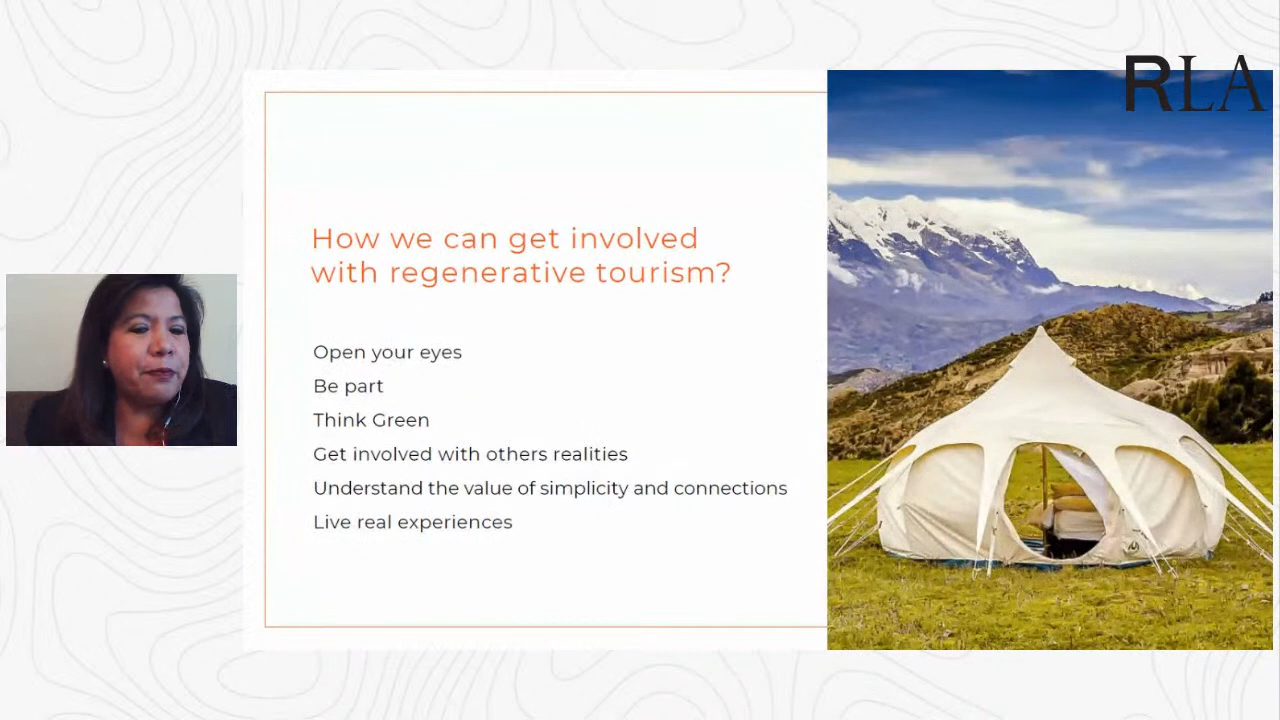 RLA
How we can get involved
with regenerative tourism?
Open your eyes
Be part
Think Green
Get involved with others realities
Understand the value of simplicity and connections
Live real experiences